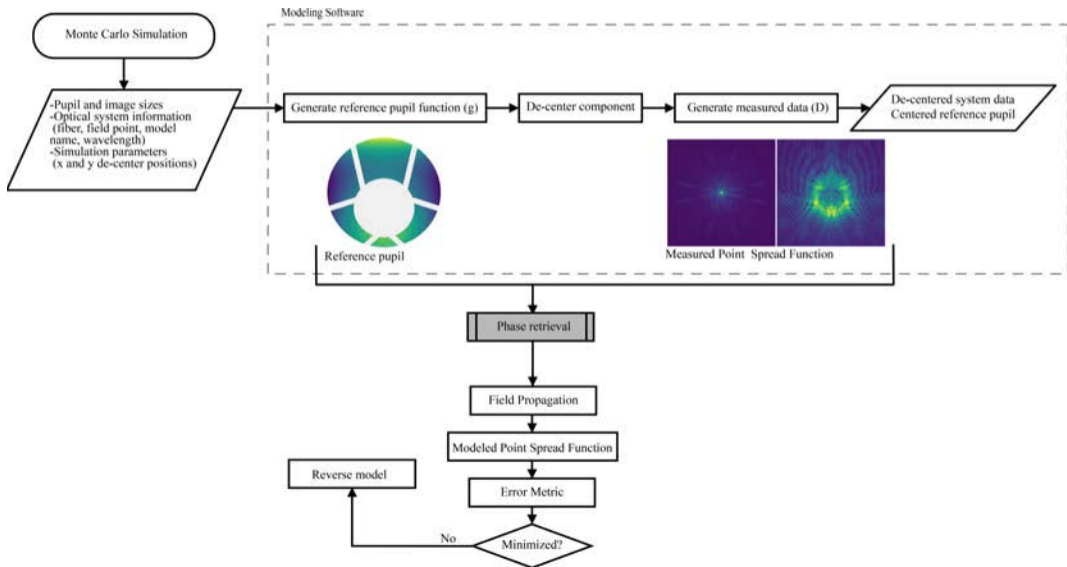 Modeling Software
Monte Carlo Simulation
-Pupil and image sizes
-Optical system information
(fiber, field point, model
name, wavelength)
-Simulation parameters
(x and y de-center positions)
Generate reference pupil function (g)
De-center component
Generate measured data (D)
De-centered system data
Centered reference pupil
Reference pupil
Measured Point Spread Function
Phase retrieval
Field Propagation
Modeled Point Spread Function
Reverse model
Error Metric
No
Minimized?